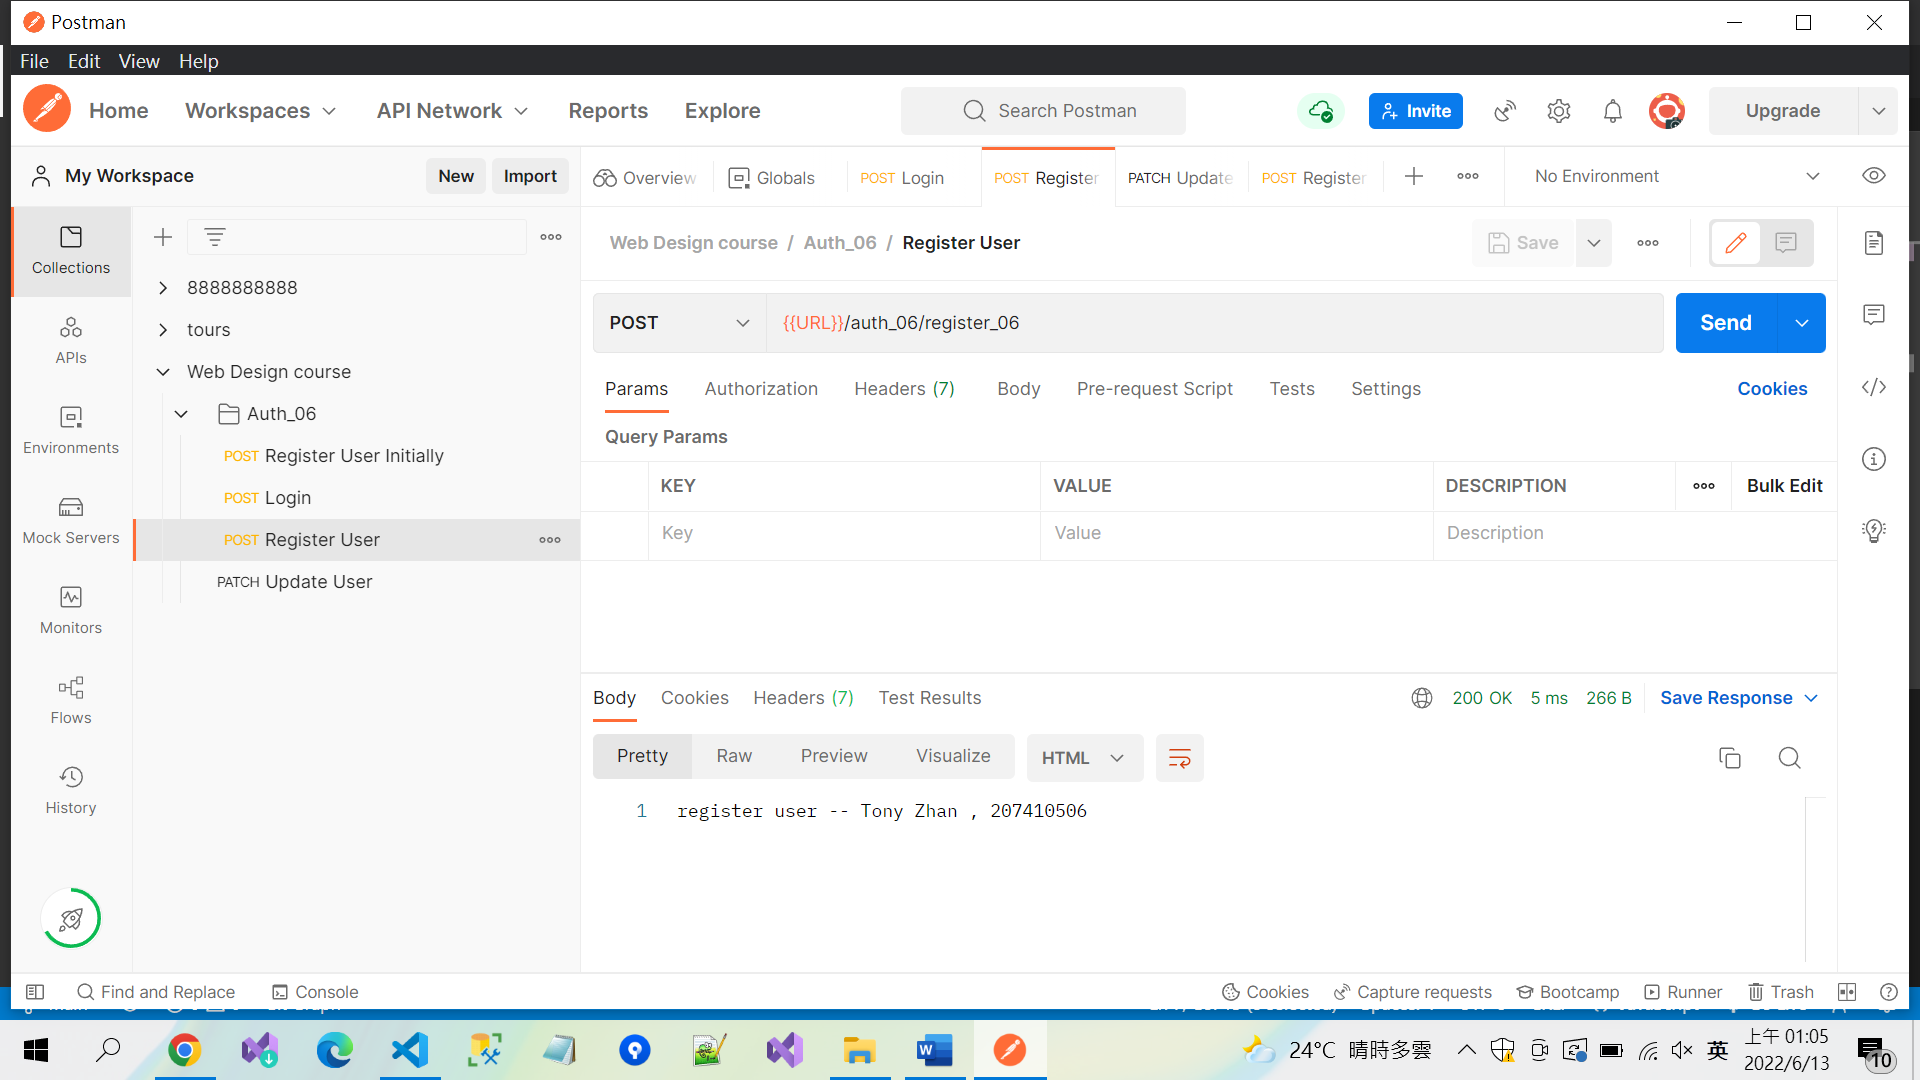 Postman
File Edit View Help
Home Workspaces API Network Reports Explore Search Postman Invite Upgrade
My Workspace New Import Overview Globals POST Login POST Register PATCH Update POST Register No Environment
Collections
APIs
Environments
Mock Servers
Monitors
Flows
History
8888888888
tours
Web Design course
Auth_06
POST Register User Initially
POST Login
POST Register User
PATCH Update User
Web Design course / Auth_06 / Register User Save
POST {{URL}}/auth_06/register_06 Send
Params Authorization Headers (7) Body Pre-request Script Tests Settings Cookies
Query Params
KEY VALUE DESCRIPTION Bulk Edit
Key Value Description
Body Cookies Headers (7) Test Results 200 OK 5 ms 266 B Save Response
Pretty Raw Preview Visualize HTML
1 register user -- Tony Zhan , 207410506
Find and Replace Console Cookies Capture requests Bootcamp Runner Trash
24°C 晴時多雲 英 上午 01:05
2022/6/13
10